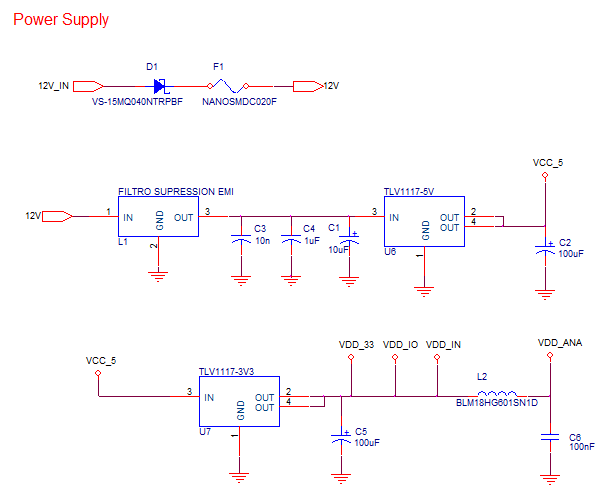 Power Supply
D1
F1
12V_IN
12V
VS-15MQ040NTRPBF
NANOSMDC020F
VCC_5
FILTRO SUPRESSION EMI
TLV1117-5V
12V
1
IN
GND
OUT
3
L1
2
C3
10n
C4
1uF
C1
+
10uF
3
IN
GND
OUT
OUT
2
4
U6
1
+
C2
100uF
VCC_5
TLV1117-3V3
VDD_33
VDD_IO
VDD_IN
VDD_ANA
3
IN
GND
OUT
OUT
2
4
U7
1
+
C5
100uF
L2
BLM18HG601SN1D
C6
100nF